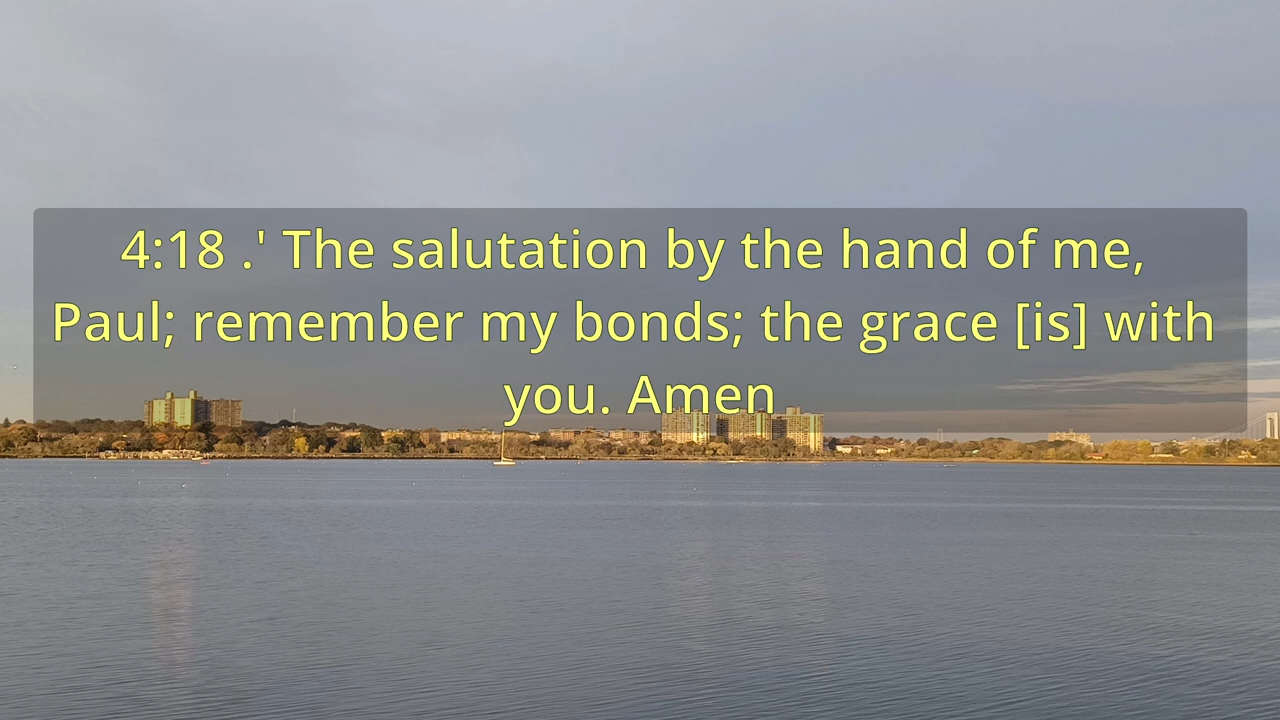 4:18 .' The salutation by the hand of me,
Paul; remember my bonds; the grace [is] with
you. Amen